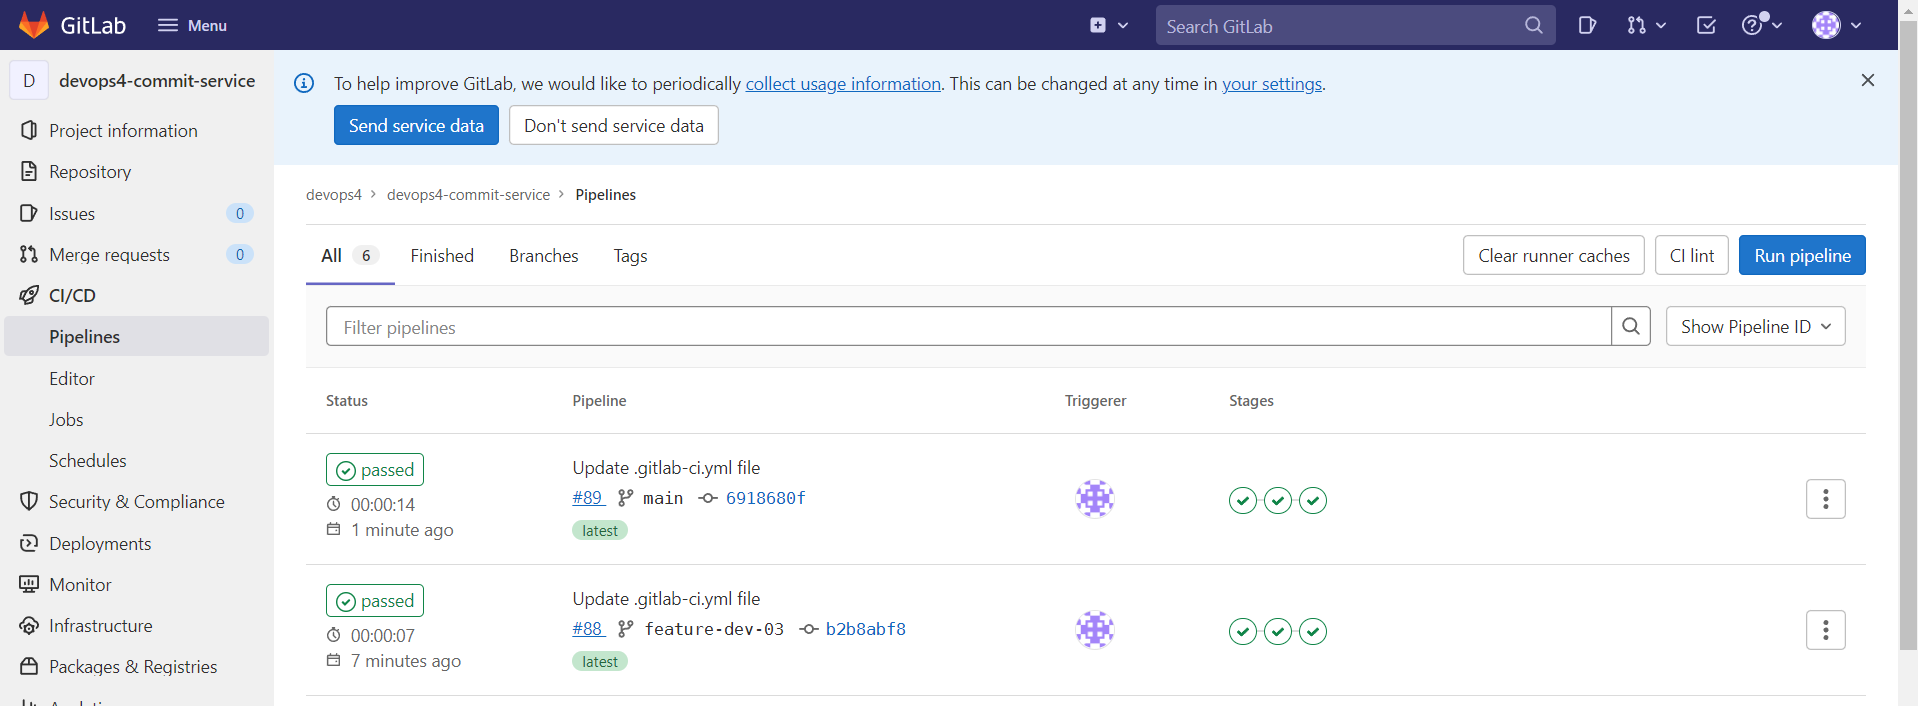 GitLab
Menu
Search GitLab
D
devops4-commit-service
Project information
Repository
Issues 0
Merge requests 0
CI/CD
Pipelines
Editor
Jobs
Schedules
Security & Compliance
Deployments
Monitor
Infrastructure
Packages & Registries
To help improve GitLab, we would like to periodically collect usage information. This can be changed at any time in your settings.
Send service data
Don't send service data
devops4 > devops4-commit-service > Pipelines
All 6 Finished Branches Tags
Clear runner caches CI lint Run pipeline
Filter pipelines
Show Pipeline ID
Status Pipeline Triggerer Stages
passed
00:00:14
1 minute ago
Update .gitlab-ci.yml file
#89 main 6918680f
latest
passed
00:00:07
7 minutes ago
Update .gitlab-ci.yml file
#88 feature-dev-03 b2b8abf8
latest